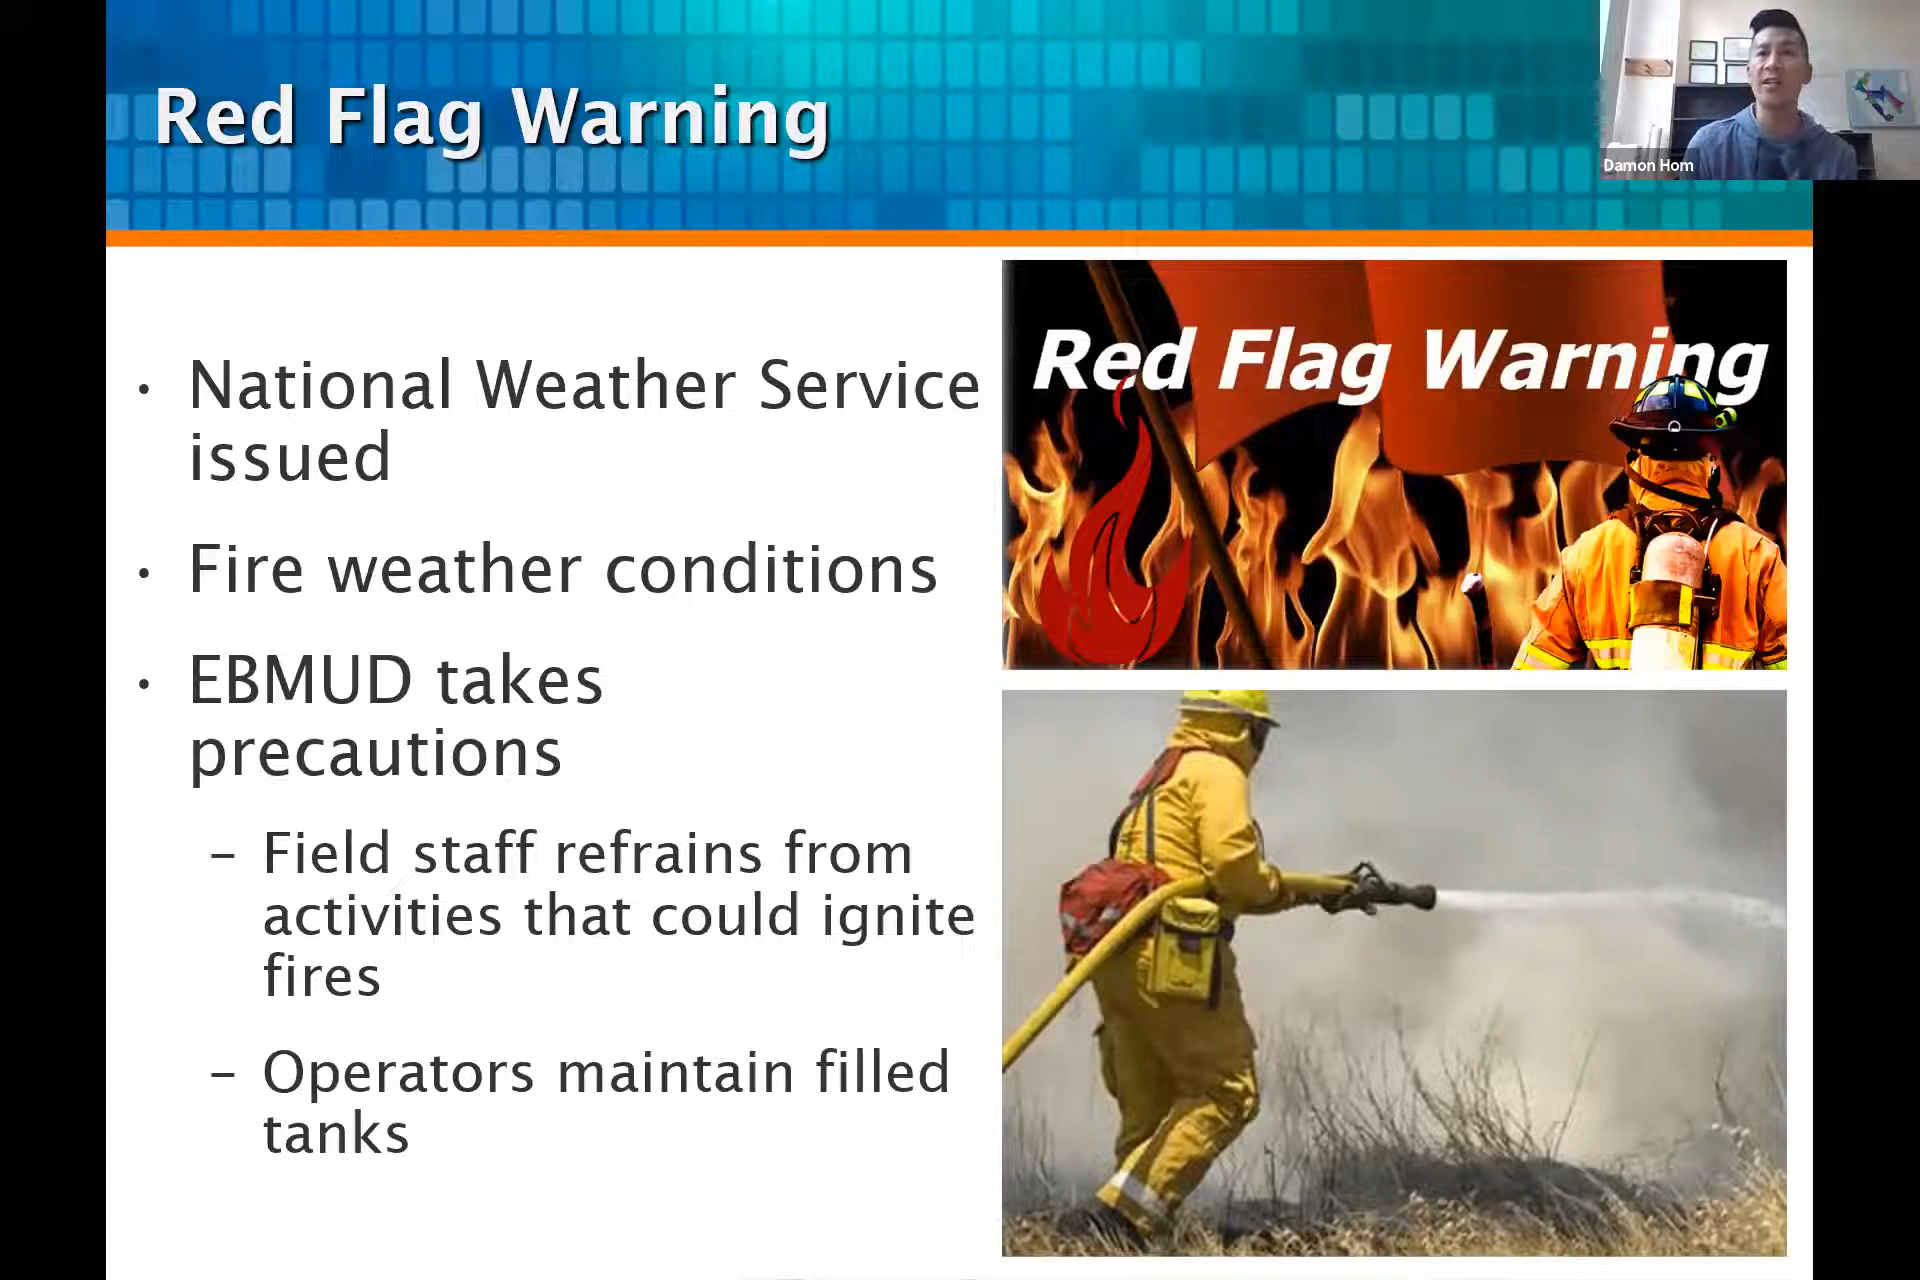 Red Flag Warning
Damon Hom
• National Weather Service
issued
• Fire weather conditions
• EBMUD takes
precautions
– Field staff refrains from
activities that could ignite
fires
– Operators maintain filled
tanks
Red Flag Warning